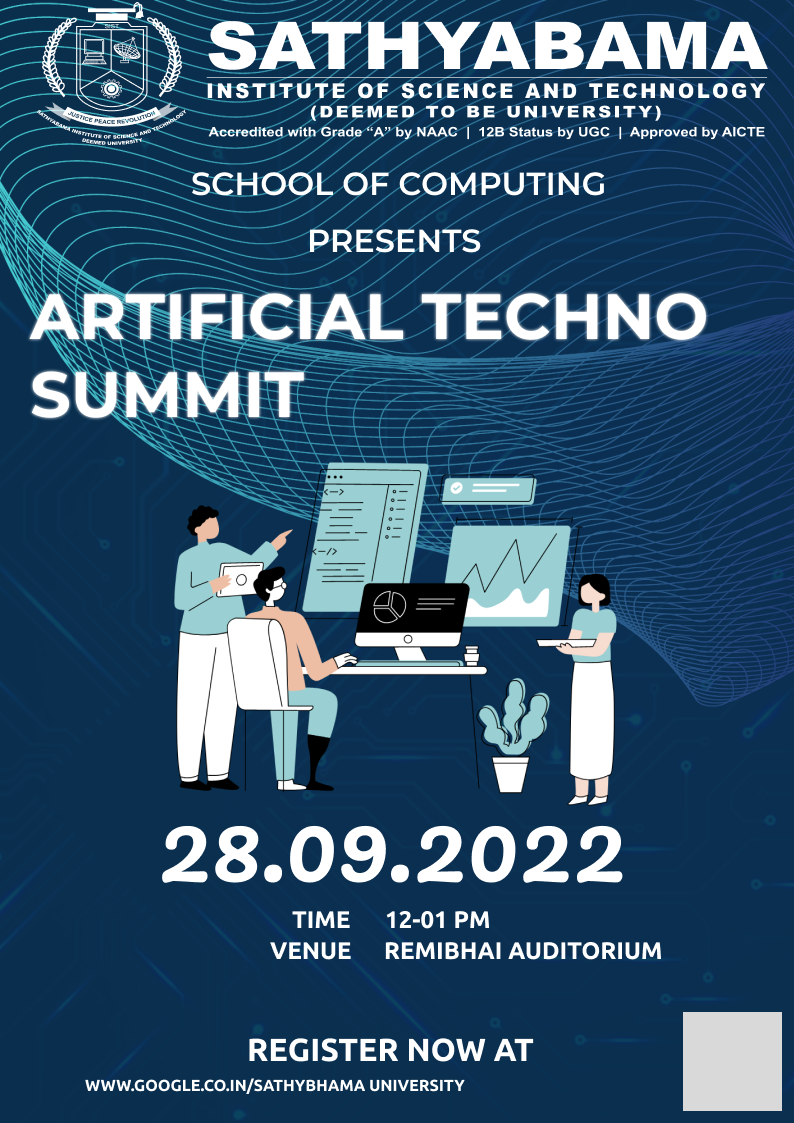 SIST
JUSTICE PEACE REVOLUTION
SATHYABAMA INSTITUTE OF SCIENCE AND TECHNOLOGY
DEEMED UNIVERSITY
SATHYABAMA
INSTITUTE OF SCIENCE AND TECHNOLOGY
(DEEMED TO BE UNIVERSITY)
Accredited with Grade “A” by NAAC | 12B Status by UGC | Approved by AICTE
SCHOOL OF COMPUTING
PRESENTS
ARTIFICIAL TECHNO
SUMMIT
28.09.2022
TIME 12-01 PM
VENUE REMIBHAI AUDITORIUM
REGISTER NOW AT
WWW.GOOGLE.CO.IN/SATHYBHAMA UNIVERSITY